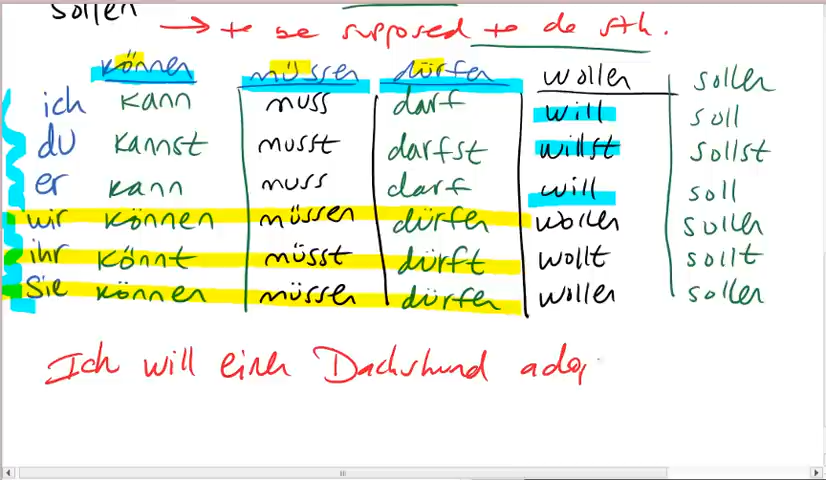 sollen
→ to be supposed to do sth.
können müssen dürfen wollen sollen
ich kann muss darf will soll
du kannst musst darfst willst sollst
er kann muss darf will soll
wir können müssen dürfen wollen sollen
ihr könnt müsst dürft wollt sollt
Sie können müssen dürfen wollen sollen
Ich will einen Dachshund adop